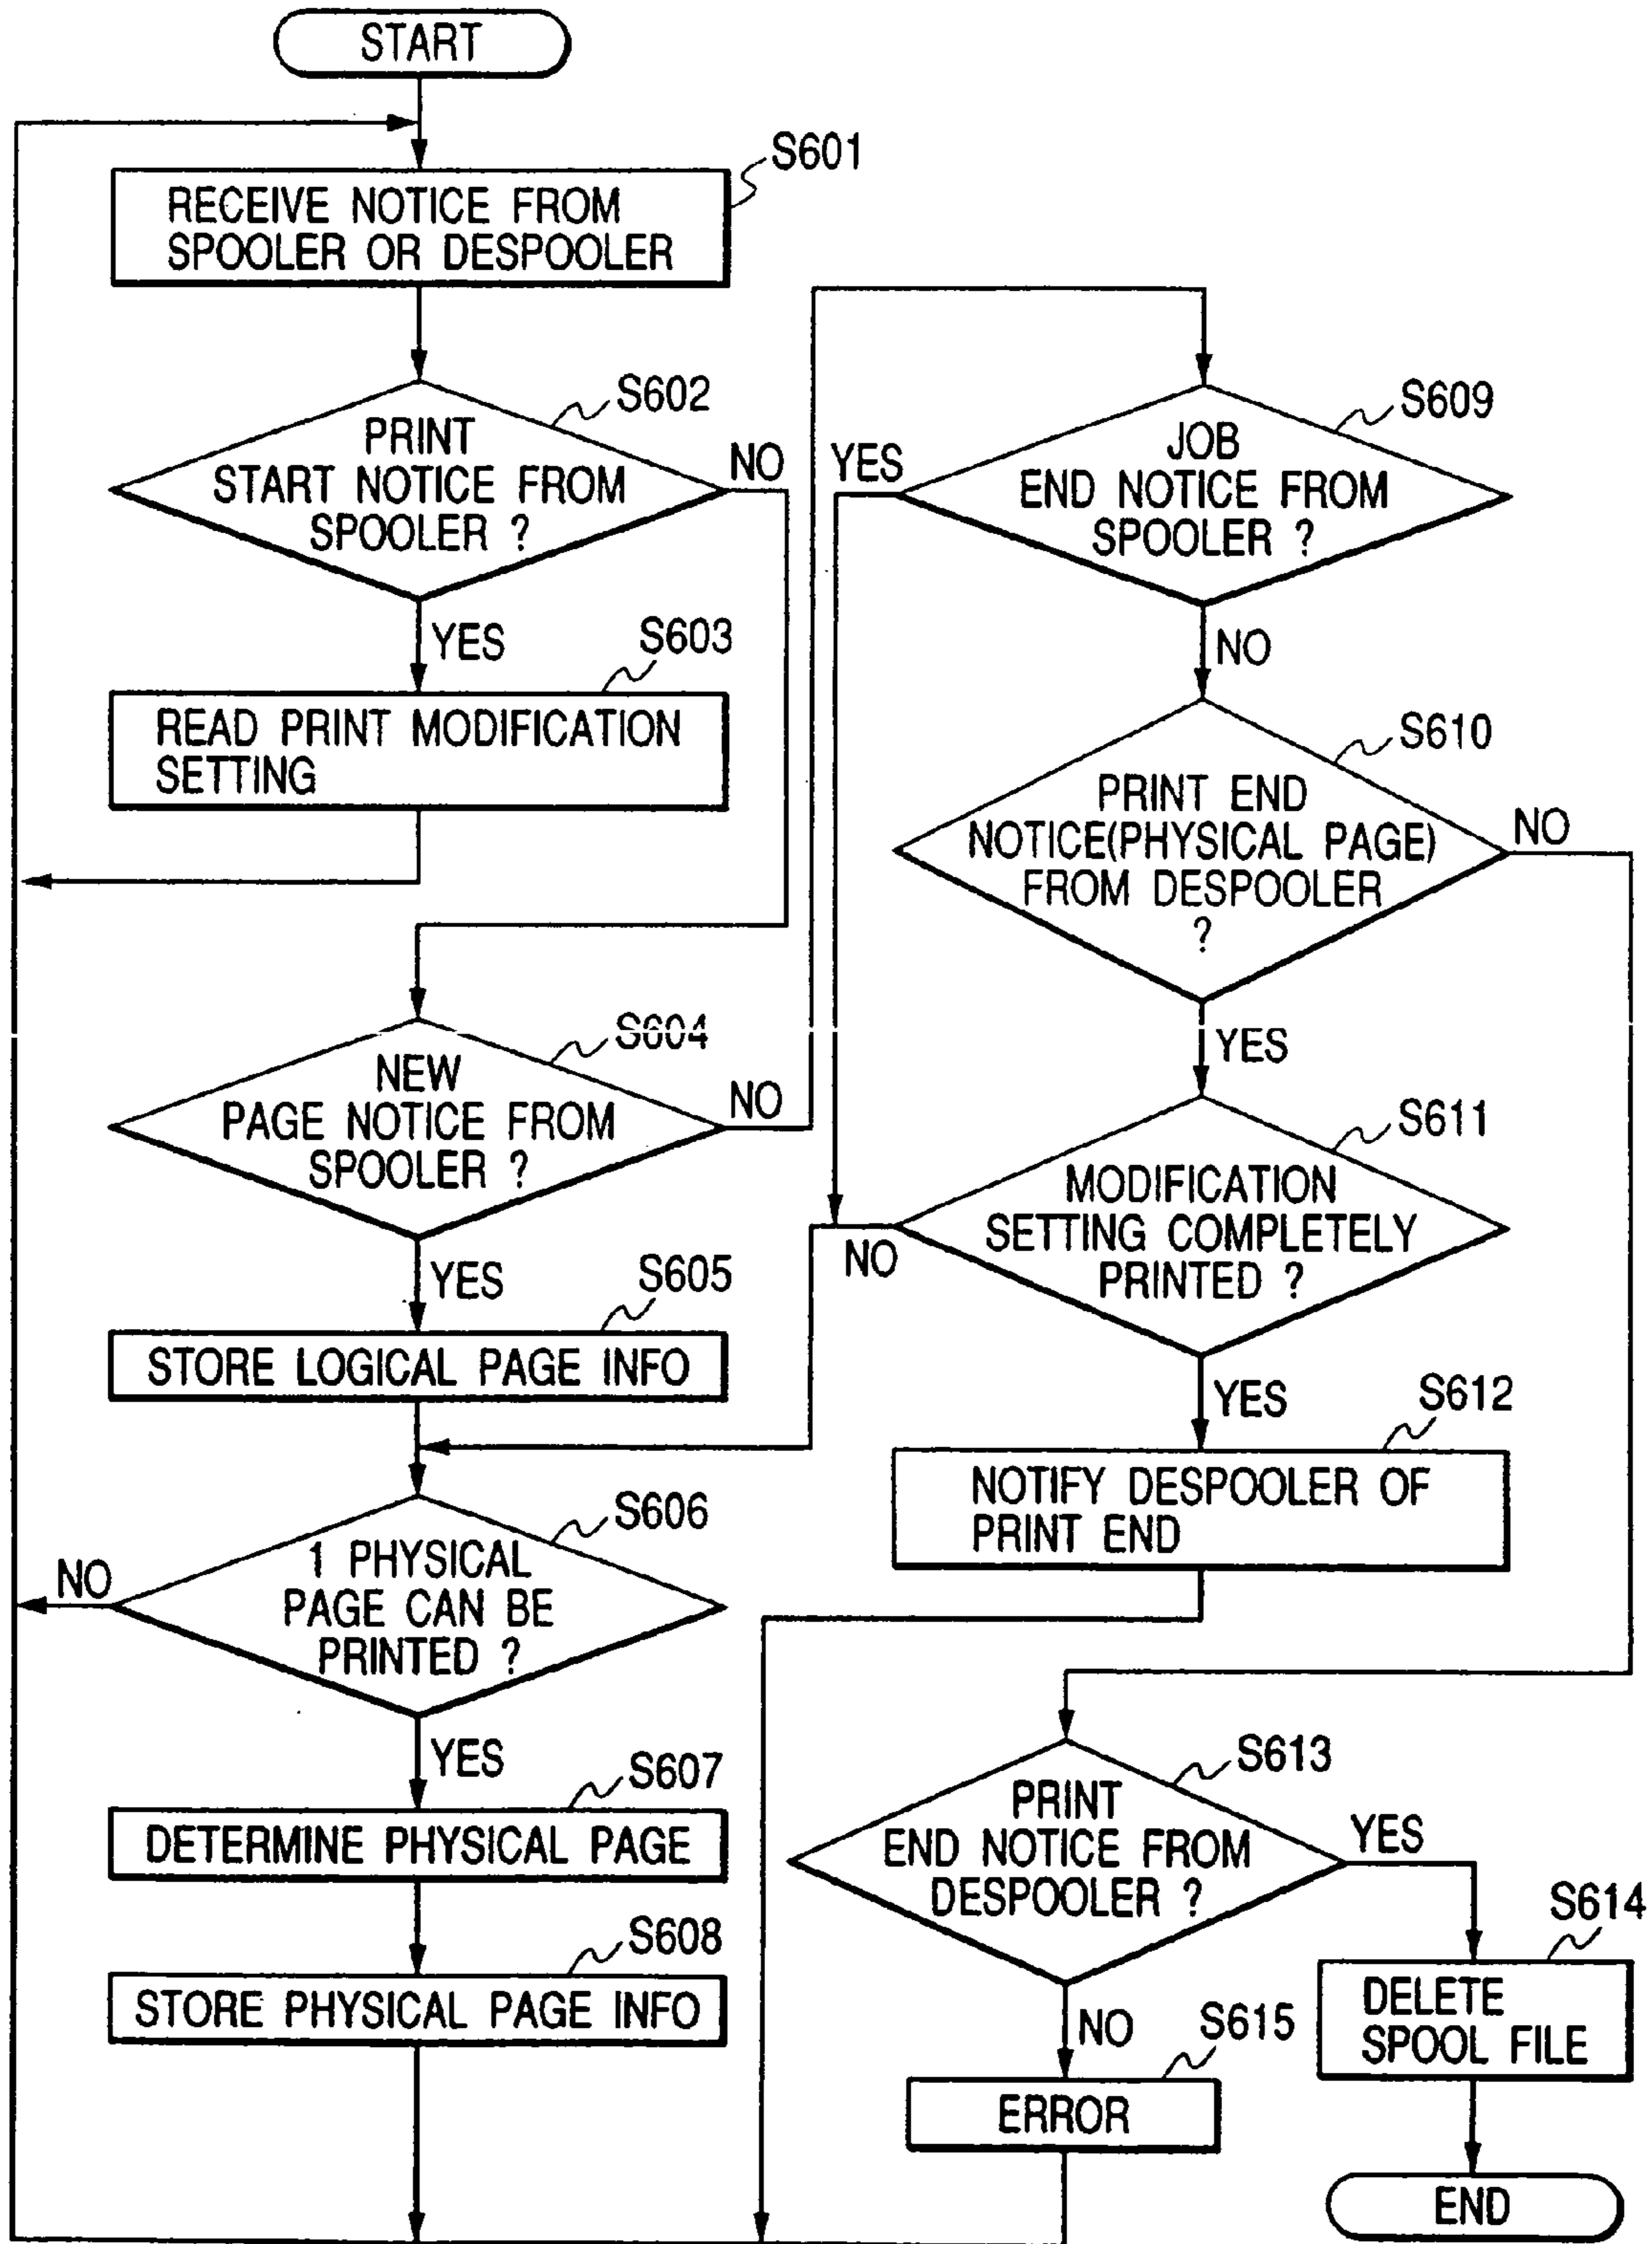 START
S601
RECEIVE NOTICE FROM
SPOOLER OR DESPOOLER
S602
PRINT
START NOTICE FROM
SPOOLER ?
NO
YES
S603
READ PRINT MODIFICATION
SETTING
S604
NEW
PAGE NOTICE FROM
SPOOLER ?
NO
YES
S605
STORE LOGICAL PAGE INFO
S606
1 PHYSICAL
PAGE CAN BE
PRINTED ?
NO
YES
S607
DETERMINE PHYSICAL PAGE
S608
STORE PHYSICAL PAGE INFO
S609
JOB
END NOTICE FROM
SPOOLER ?
YES
NO
S610
PRINT END
NOTICE(PHYSICAL PAGE)
FROM DESPOOLER
?
NO
YES
S611
MODIFICATION
SETTING COMPLETELY
PRINTED ?
NO
YES
S612
NOTIFY DESPOOLER OF
PRINT END
S613
PRINT
END NOTICE FROM
DESPOOLER ?
YES
NO
S614
DELETE
SPOOL FILE
S615
ERROR
END